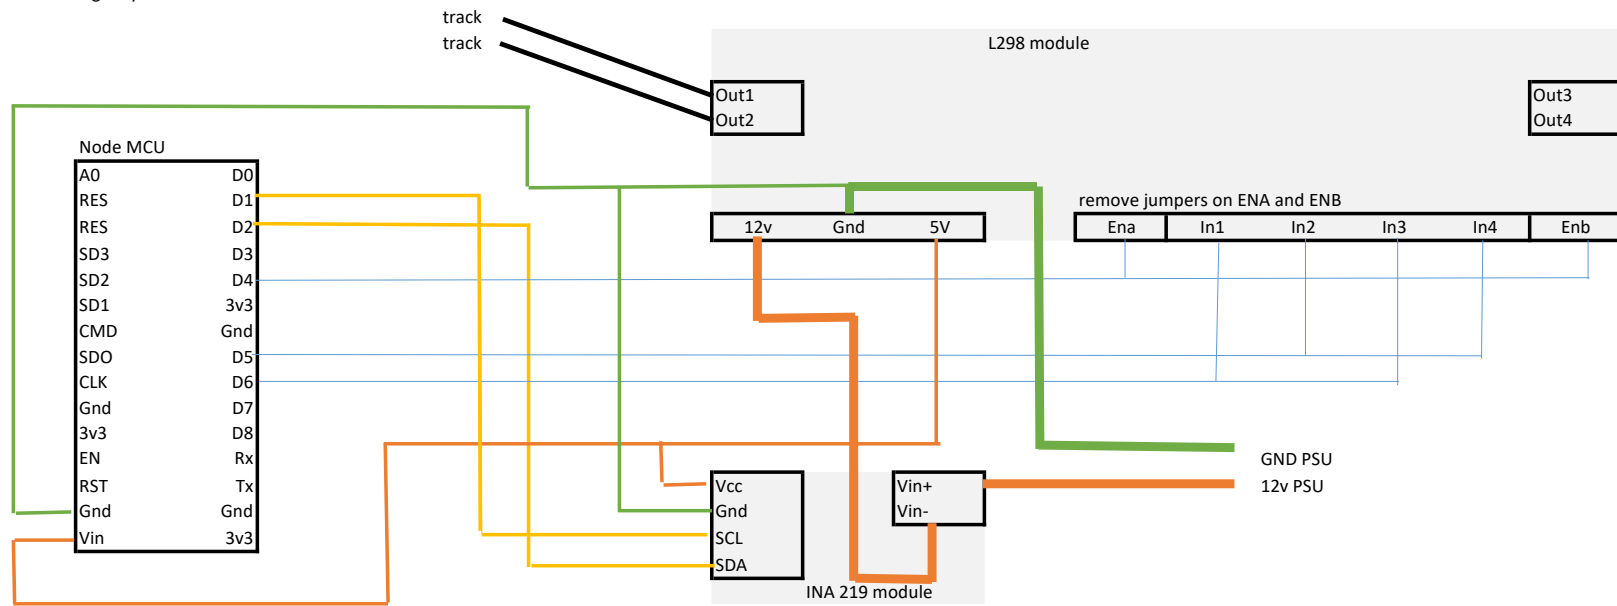 track
track
L298 module
Out1
Out2
Out3
Out4
Node MCU
A0 D0
RES D1
RES D2
SD3 D3
SD2 D4
SD1 3v3
CMD Gnd
SDO D5
CLK D6
Gnd D7
3v3 D8
EN Rx
RST Tx
Gnd Gnd
Vin 3v3
remove jumpers on ENA and ENB
12v Gnd 5V
Ena In1 In2 In3 In4 Enb
GND PSU
12v PSU
Vcc
Gnd
SCL
SDA
Vin+
Vin-
INA 219 module